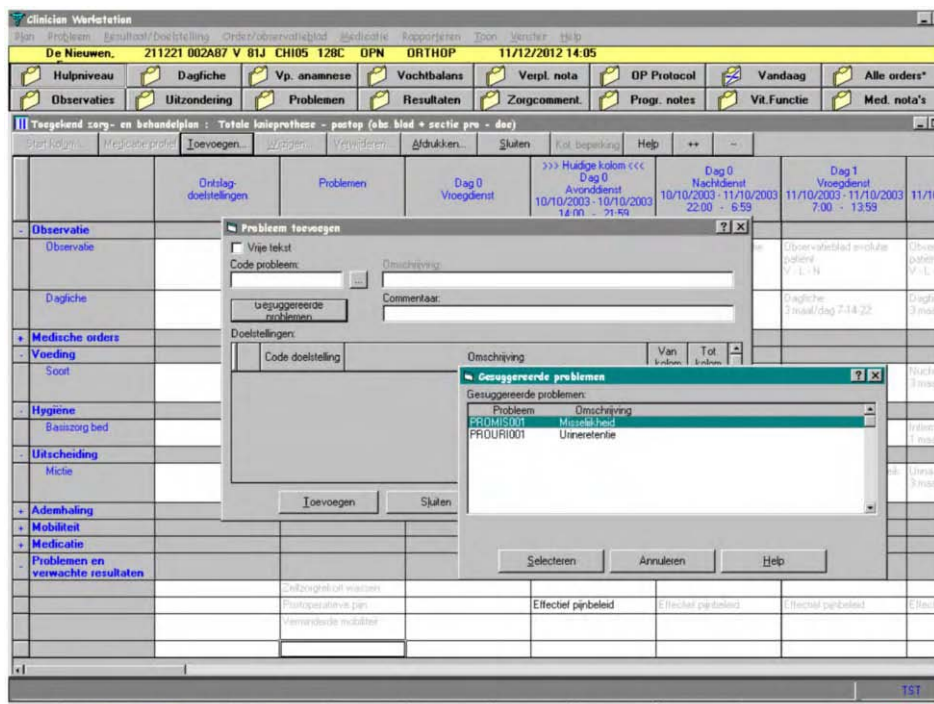 Clinician Workstation
Plan Probleem Resultaat/Doelstelling Order/observatieblad Medicatie Rapporteren Toon Venster Help
De Nieuwen, 211221 002A87 V 81J CHI05 128C OPN ORTHOP 11/12/2012 14:05
Hulpniveau Dagliche Vp. anamnese Vochtbalans Verpl. nota OP Protocol Vandaag Alle orders*
Observaties Uitzondering Problemen Resultaten Zorgcomment. Progr. notes Vit.Functie Med. nota's
Toegekend zorg- en behandelplan : Totale knieprothese - postop (obs.blad + sectie pro - doe)
Start kolom... Medicatie profiel Toevoegen... Wijzigen... Verwijderen... Afdrukken... Sluiten Kol. beperking Help ++ --
Ontslag-
doelstellingen
Problemen
Dag 0
Vroegdienst
>>> Huidige kolom <<<
Dag 0
Avonddienst
10/10/2003 - 10/10/2003
14:00 - 21:59
Dag 0
Nachtdienst
10/10/2003 - 11/10/2003
22:00 - 6:59
Dag 1
Vroegdienst
11/10/2003 - 11/10/2003
7:00 - 13:59
- Observatie
Observatie
Observatieblad evolutie
patiënt
V - L - N
Dagliche
Dagliche
3 maal/dag 7-14-22
+ Medische orders
- Voeding
Soort
- Hygiëne
Basiszorg bed
- Uitscheiding
Mictie
+ Ademhaling
+ Mobiliteit
+ Medicatie
- Problemen en
verwachte resultaten
Zelfzorgtekort wassen
Postoperatieve pijn Effectief pijnbeleid Effectief pijnbeleid Effectief pijnbeleid
Verminderde mobiliteit
Probleem toevoegen
Vrije tekst
Code probleem: Omschrijving:
...
Gesuggereerde
problemen
Commentaar:
Doelstellingen:
Code doelstelling Omschrijving Van kolom Tot. kolom
Toevoegen Sluiten
Gesuggereerde problemen
Gesuggereerde problemen:
Probleem Omschrijving
PROMIS001 Misselijkheid
PROURI001 Urineretentie
Selecteren Annuleren Help
TST